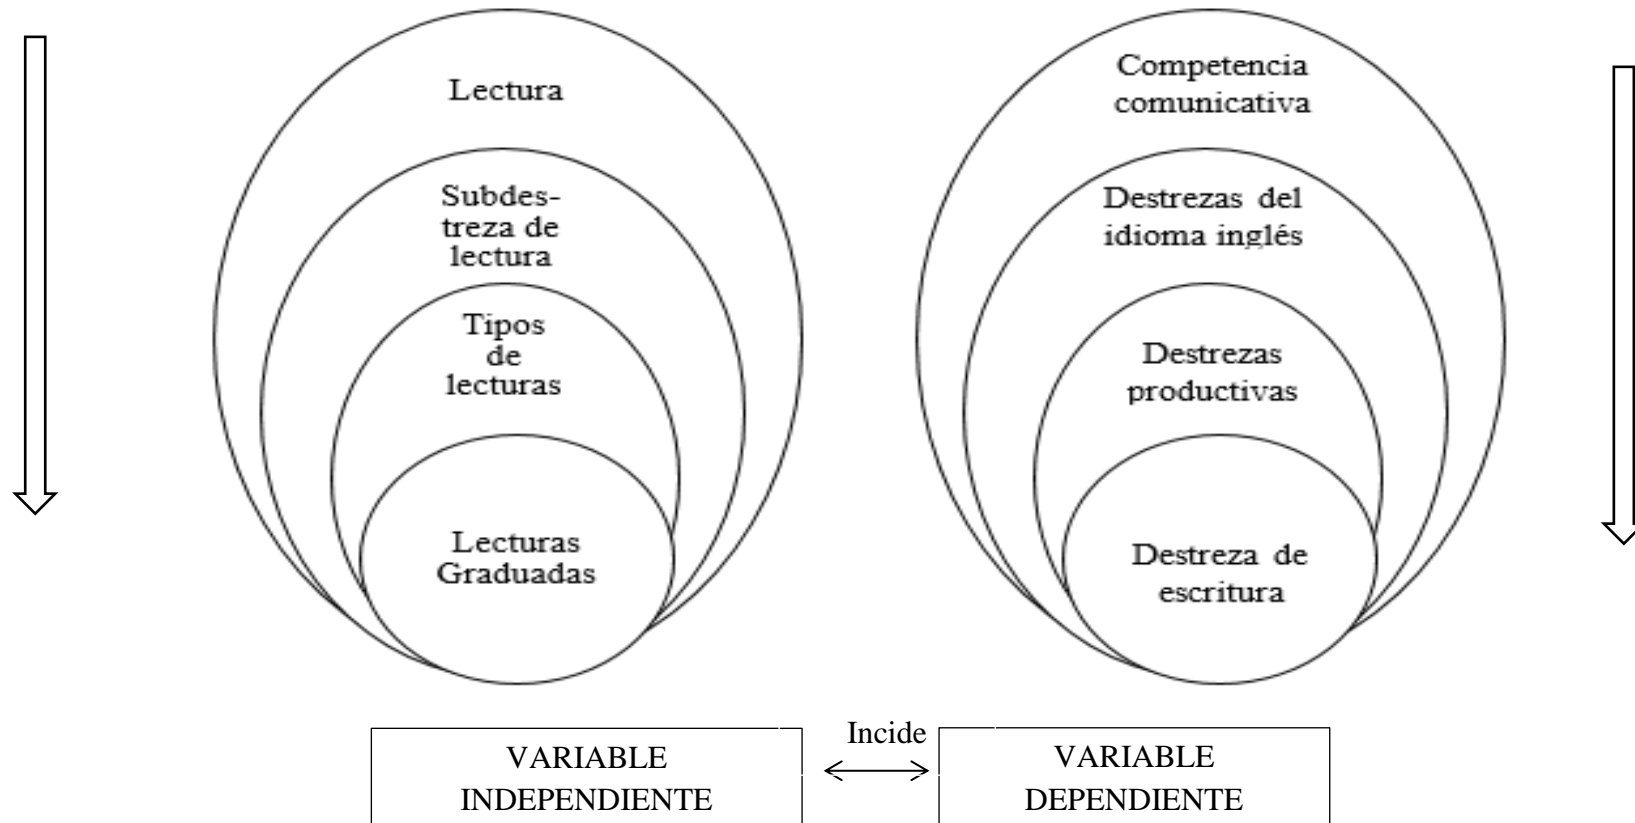 Lectura
Subdes-
treza de
lectura
Tipos
de
lecturas
Lecturas
Graduadas
Competencia
comunicativa
Destrezas del
idioma inglés
Destrezas
productivas
Destreza de
escritura
VARIABLE
INDEPENDIENTE
Incide
VARIABLE
DEPENDIENTE